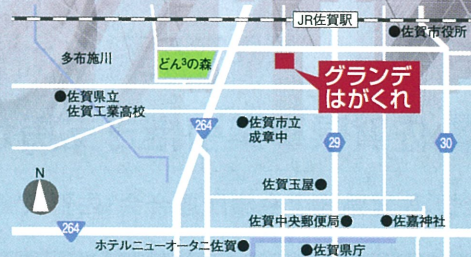 JR佐賀駅
佐賀市役所
多布施川
どん³の森
グランデ
はがくれ
佐賀県立
佐賀工業高校
264
佐賀市立
成章中
29
30
N
佐賀玉屋
264
佐賀中央郵便局
佐嘉神社
ホテルニューオータニ佐賀
佐賀県庁